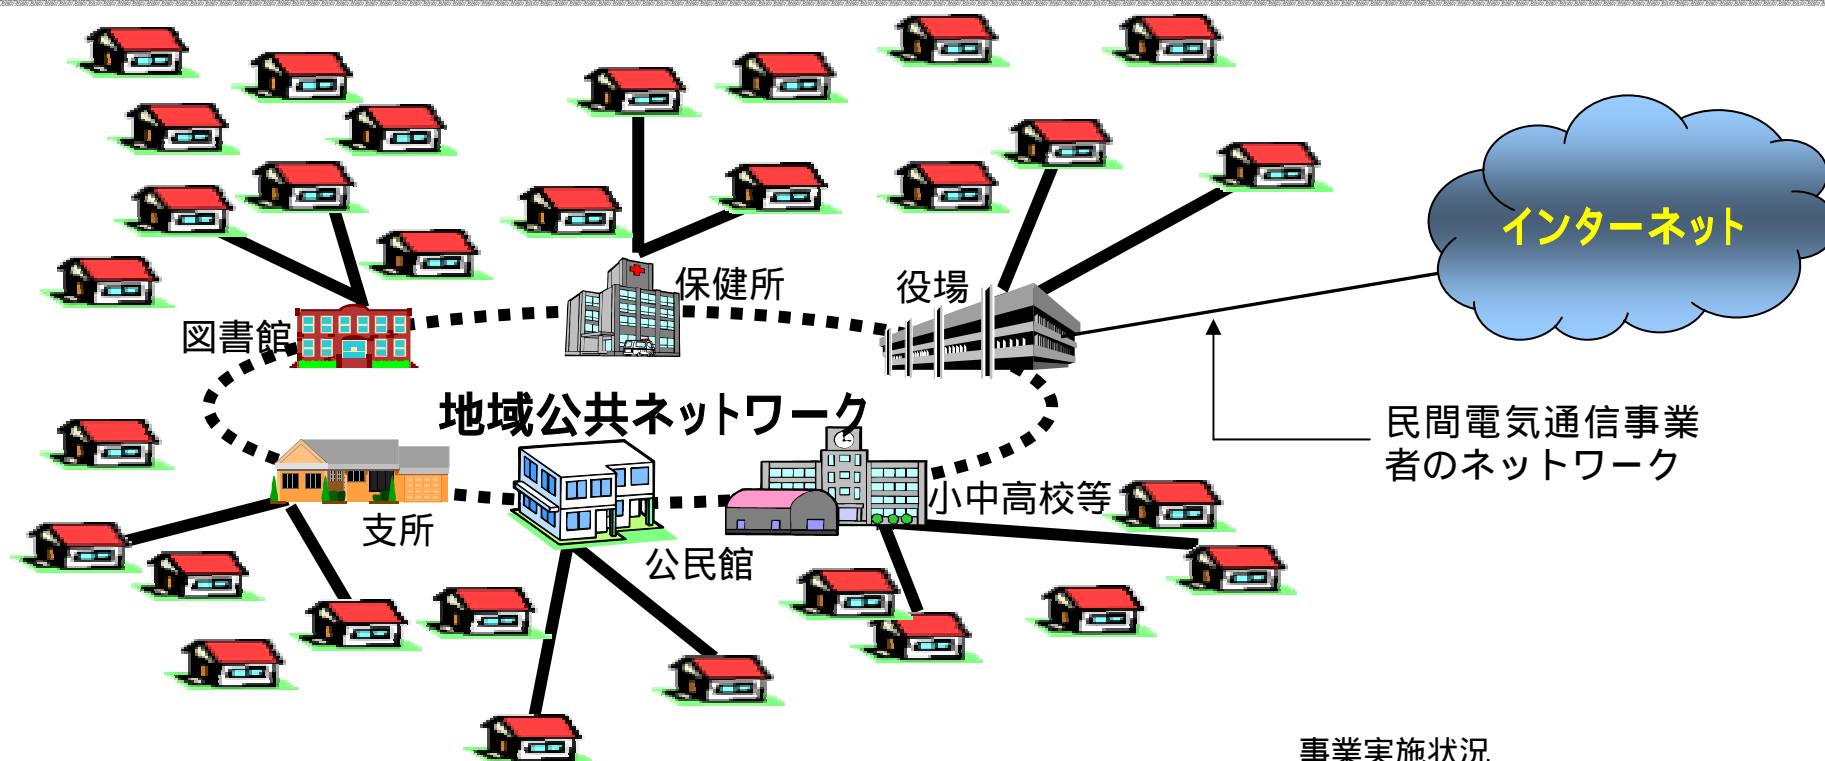 インターネット
保健所
役場
図書館
地域公共ネットワーク
民間電気通信事業
者のネットワーク
小中高校等
支所
公民館
事業実施状況